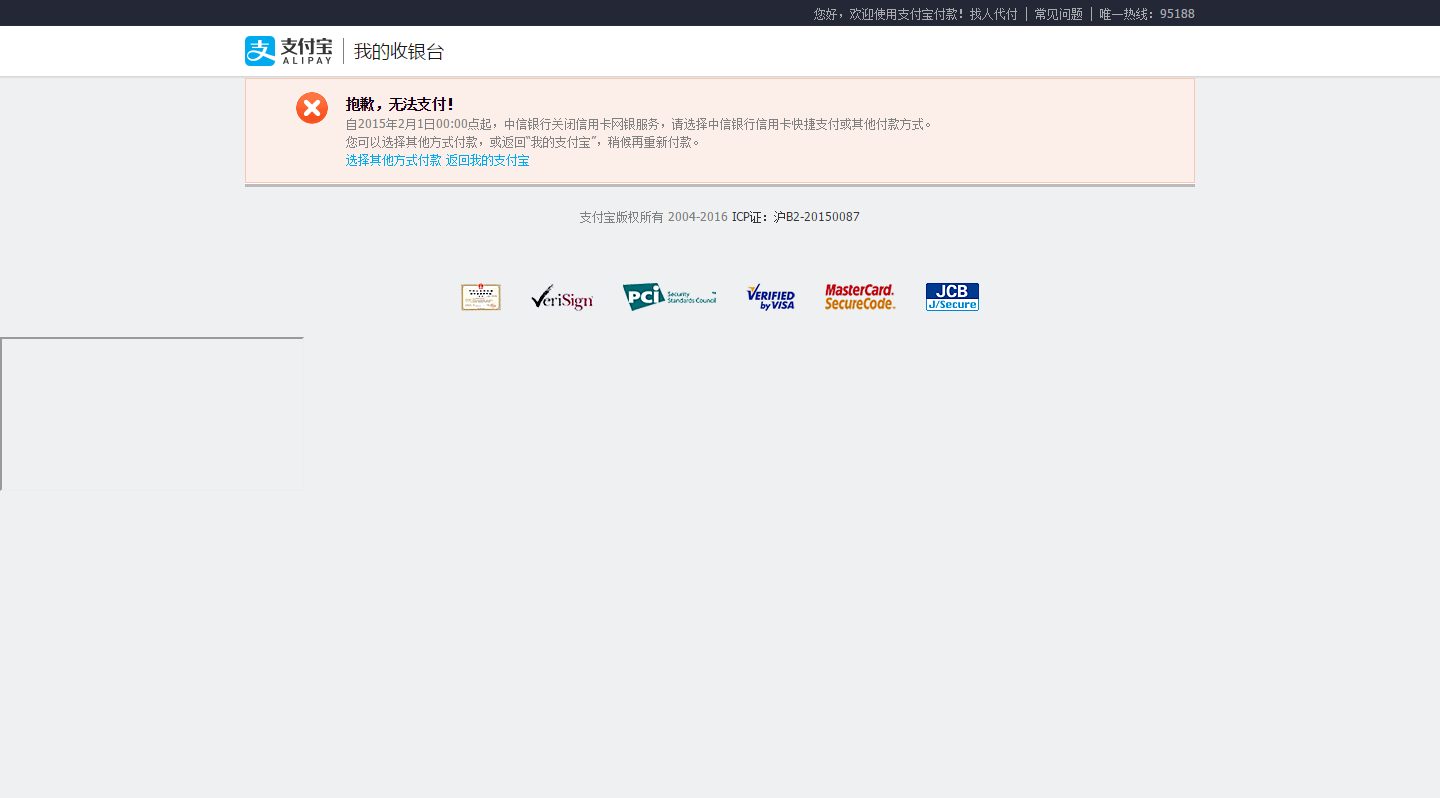 您好，欢迎使用支付宝付款！找人代付 | 常见问题 | 唯一热线：95188
支付宝 ALIPAY | 我的收银台
抱歉，无法支付！
自2015年2月1日00:00点起，中信银行关闭信用卡网银服务，请选择中信银行信用卡快捷支付或其他付款方式。
您可以选择其他方式付款，或返回“我的支付宝”，稍候再重新付款。
选择其他方式付款 返回我的支付宝
支付宝版权所有 2004-2016 ICP证：沪B2-20150087
VeriSign
PCI Security Standards Council
VERIFIED by VISA
MasterCard. SecureCode.
JCB J/Secure